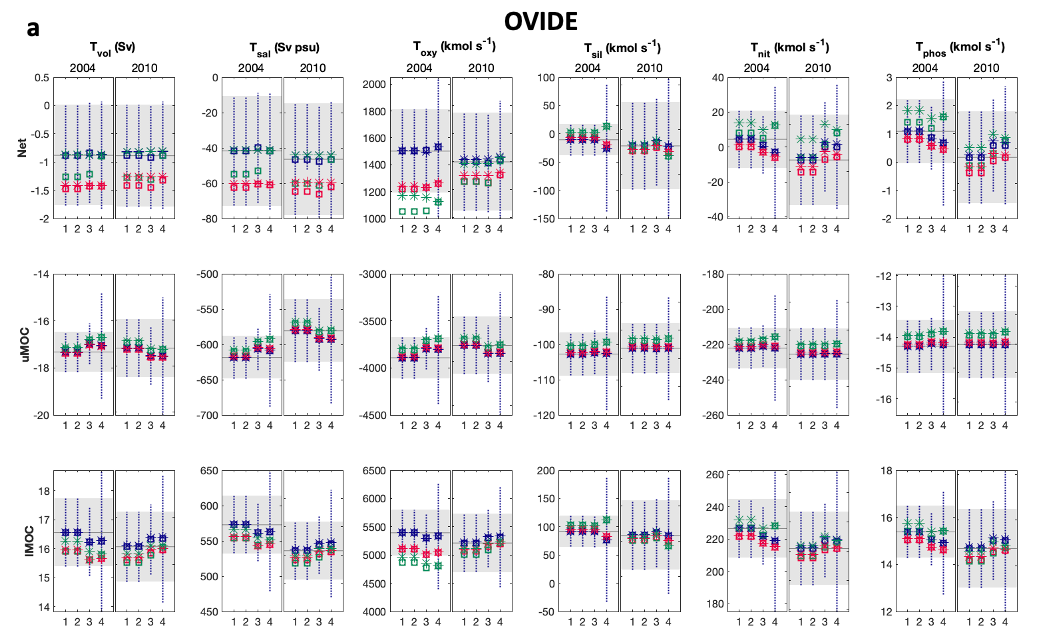 OVIDE
a
T_vol (Sv) T_sal (Sv psu) T_oxy (kmol s⁻¹) T_sil (kmol s⁻¹) T_nit (kmol s⁻¹) T_phos (kmol s⁻¹)
2004 2010 2004 2010 2004 2010 2004 2010 2004 2010 2004 2010
Net
0.5 0 -0.5 -1 -1.5 -2
0 -20 -40 -60 -80
2000 1800 1600 1400 1200 1000
100 50 0 -50 -100 -150
40 20 0 -20 -40
3 2 1 0 -1 -2
1 2 3 4 1 2 3 4 1 2 3 4 1 2 3 4 1 2 3 4 1 2 3 4 1 2 3 4 1 2 3 4 1 2 3 4 1 2 3 4 1 2 3 4 1 2 3 4
uMOC
-14 -16 -18 -20
-500 -550 -600 -650 -700
-3000 -3500 -4000 -4500
-80 -100 -110 -120
-180 -200 -220 -240 -260
-12 -13 -14 -15 -16
1 2 3 4 1 2 3 4 1 2 3 4 1 2 3 4 1 2 3 4 1 2 3 4 1 2 3 4 1 2 3 4 1 2 3 4 1 2 3 4 1 2 3 4 1 2 3 4
lMOC
18 17 16 15 14
650 600 550 500 450
6500 6000 5500 5000 4500 4000
200 150 100 50 0 -50
260 240 220 200 180
18 16 14 12
1 2 3 4 1 2 3 4 1 2 3 4 1 2 3 4 1 2 3 4 1 2 3 4 1 2 3 4 1 2 3 4 1 2 3 4 1 2 3 4 1 2 3 4 1 2 3 4